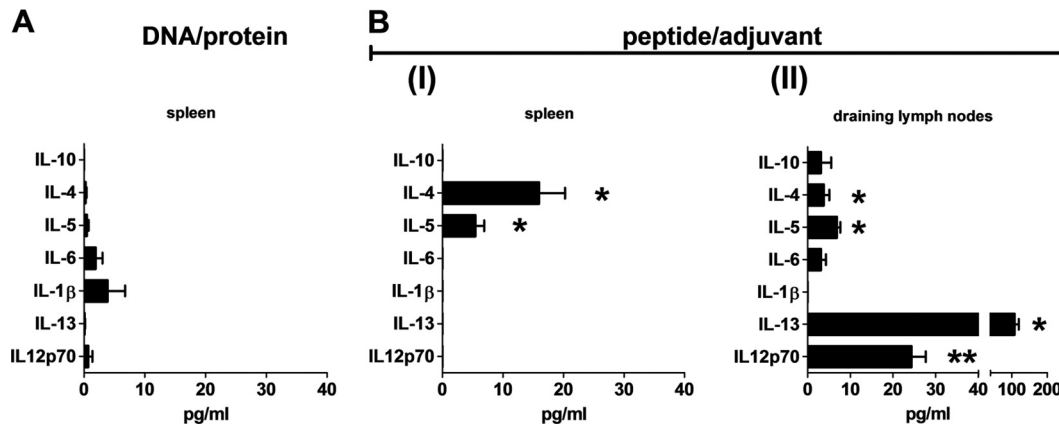 A
DNA/protein
spleen
IL-10
IL-4
IL-5
IL-6
IL-1β
IL-13
IL12p70
0 10 20 30 40
pg/ml
B
peptide/adjuvant
(I)
spleen
IL-10
IL-4
*
IL-5
*
IL-6
IL-1β
IL-13
IL12p70
0 10 20 30 40
pg/ml
(II)
draining lymph nodes
IL-10
IL-4
*
IL-5
*
IL-6
IL-1β
IL-13
*
IL12p70
**
0 10 20 30 40 100 200
pg/ml